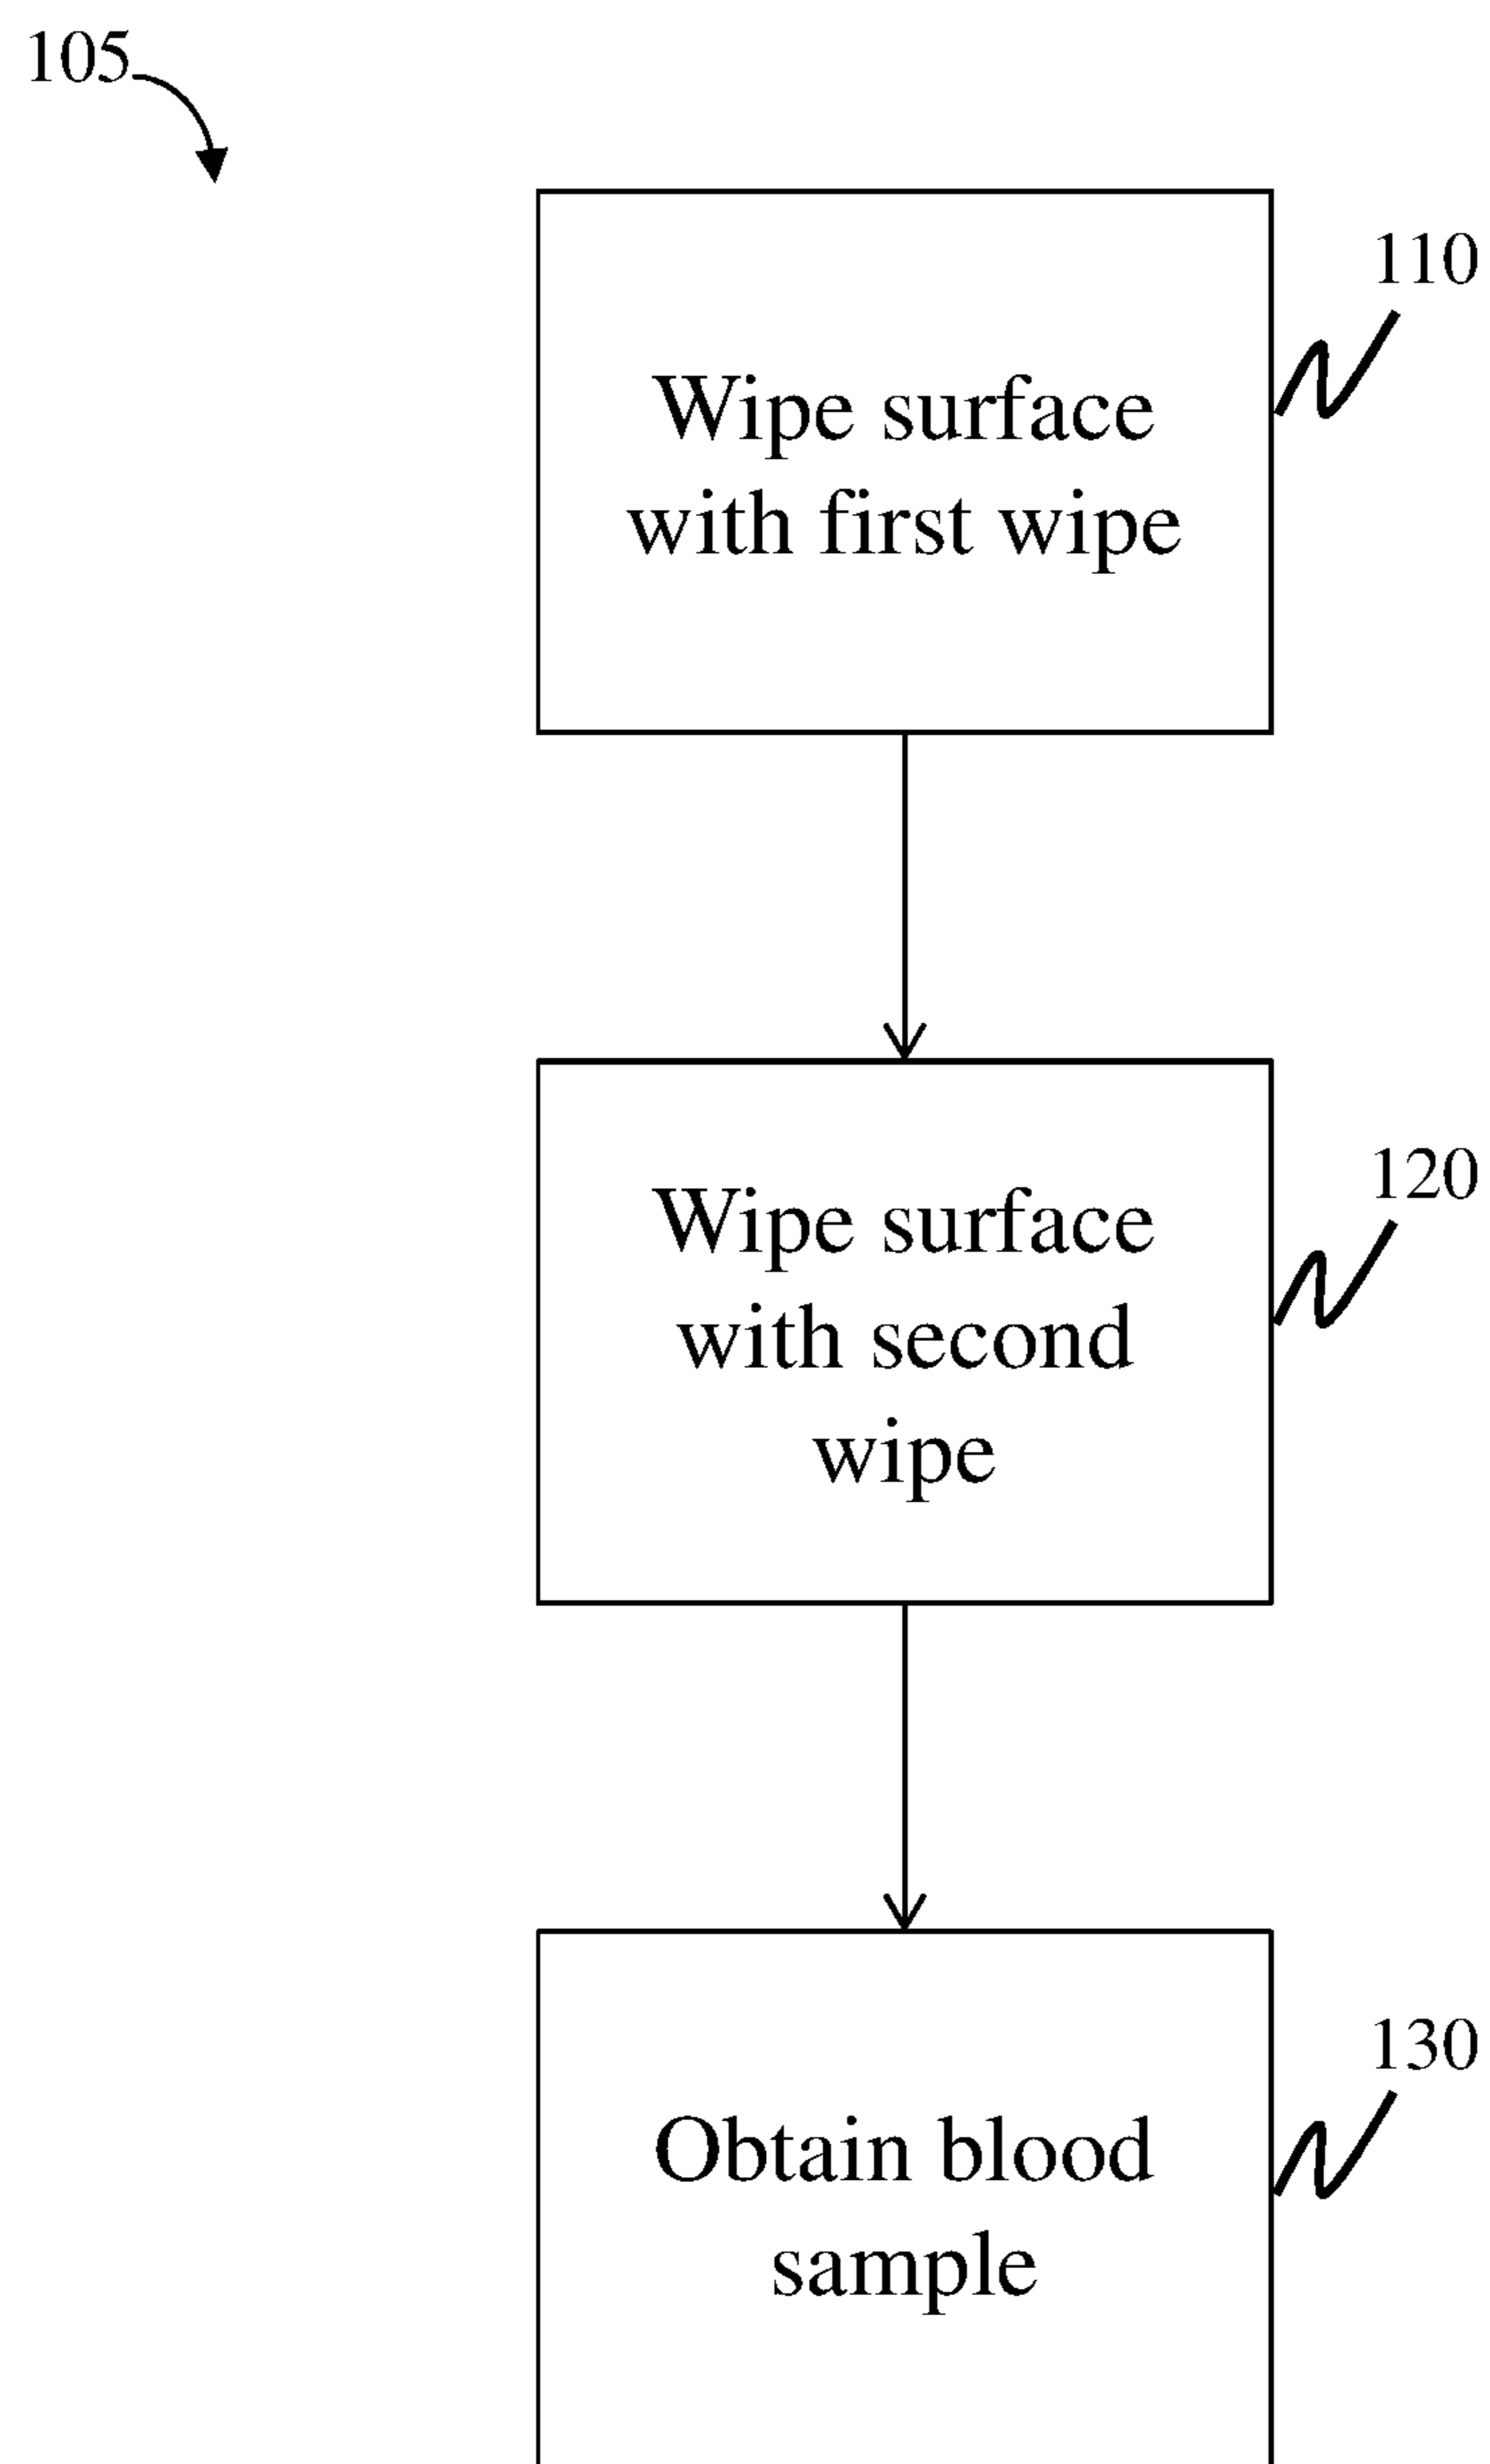 105
110
Wipe surface
with first wipe
120
Wipe surface
with second
wipe
130
Obtain blood
sample